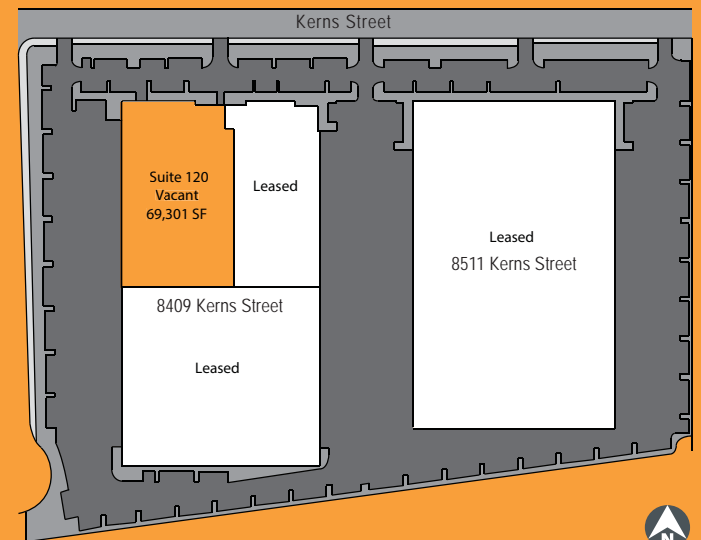 Kerns Street
Suite 120
Vacant
69,301 SF
Leased
Leased
8511 Kerns Street
8409 Kerns Street
Leased
N